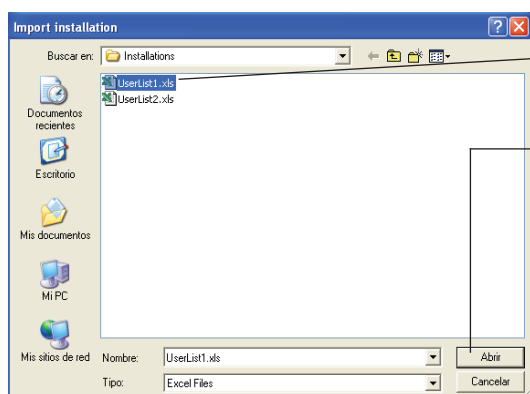 Import installation
Buscar en: Installations
UserList1.xls
UserList2.xls
Documentos
recientes
Escritorio
Mis documentos
Mi PC
Mis sitios de red
Nombre: UserList1.xls Abrir
Tipo: Excel Files Cancelar